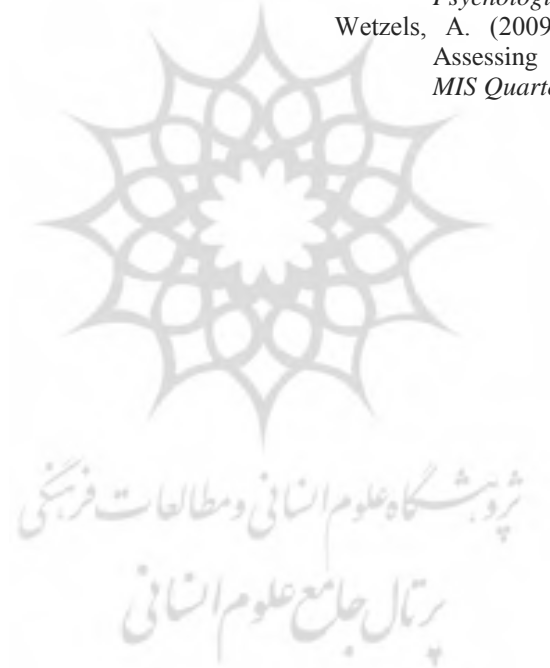 Psychologi
Wetzels, A. (2009
Assessing
MIS Quarte
پژوهشگاه علوم انسانی و مطالعات فرهنگی
پرتال جامع علوم انسانی